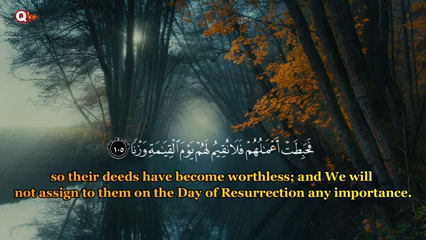 Q
فَحَبِطَتْ أَعْمَٰلُهُمْ فَلَا نُقِيمُ لَهُمْ يَوْمَ ٱلْقِيَٰمَةِ وَزْنًا ١٠٥
so their deeds have become worthless; and We will
not assign to them on the Day of Resurrection any importance.